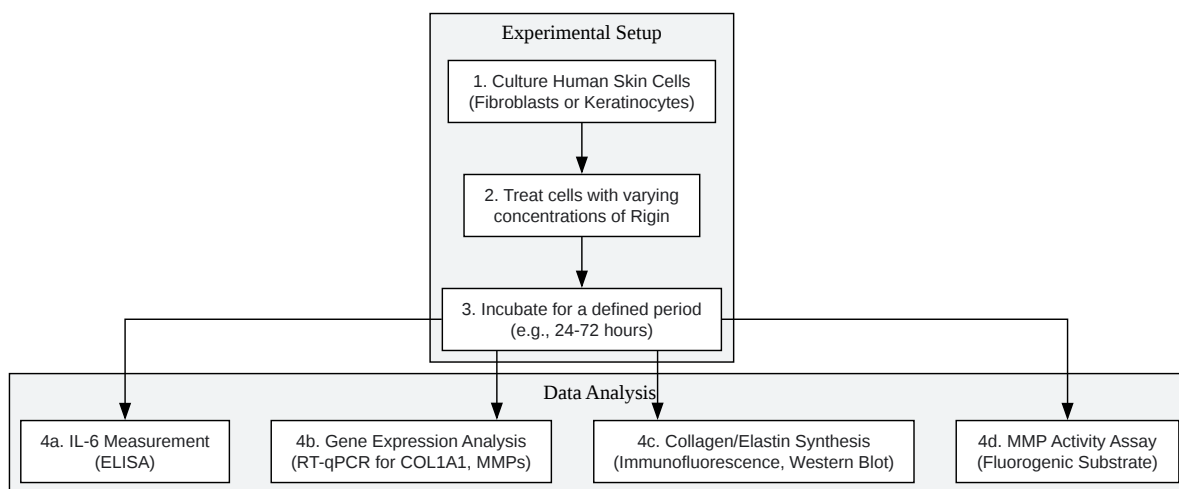 Experimental Setup
1. Culture Human Skin Cells
(Fibroblasts or Keratinocytes)
2. Treat cells with varying
concentrations of Rigin
3. Incubate for a defined period
(e.g., 24-72 hours)
Data Analysis
4a. IL-6 Measurement
(ELISA)
4b. Gene Expression Analysis
(RT-qPCR for COL1A1, MMPs)
4c. Collagen/Elastin Synthesis
(Immunofluorescence, Western Blot)
4d. MMP Activity Assay
(Fluorogenic Substrate)